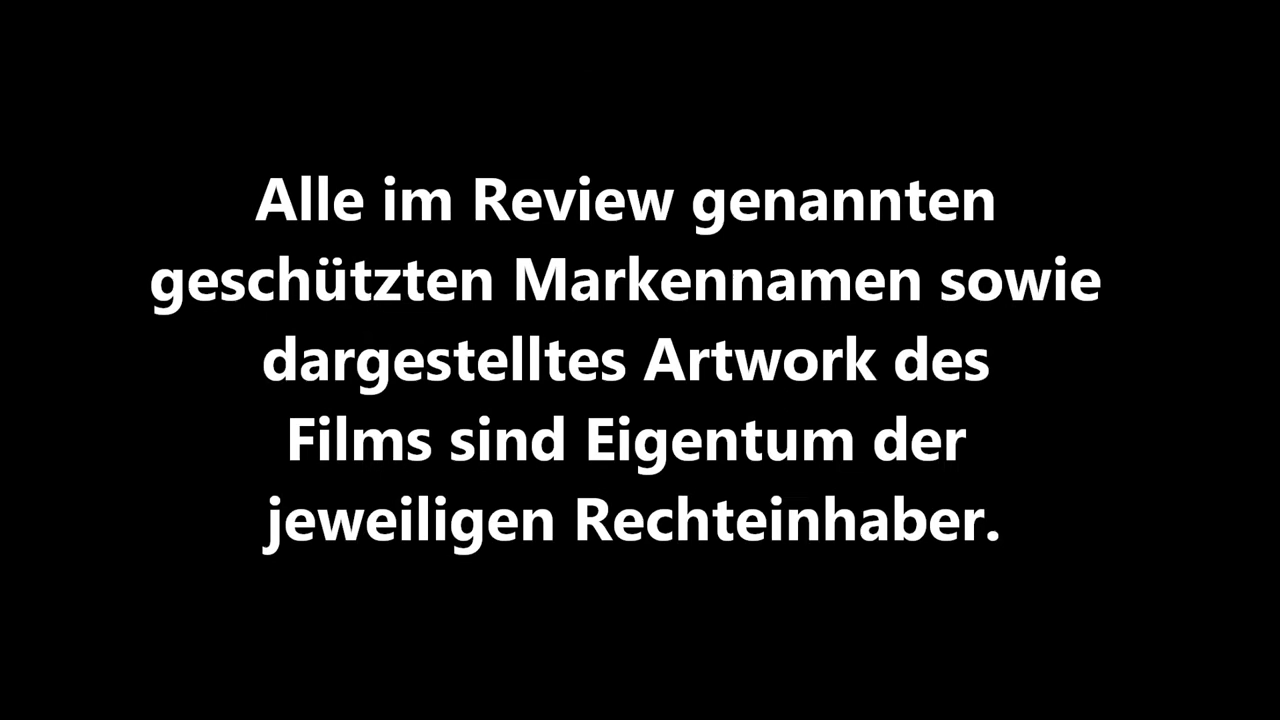 Alle im Review genannten
geschützten Markennamen sowie
dargestelltes Artwork des
Films sind Eigentum der
jeweiligen Rechteinhaber.